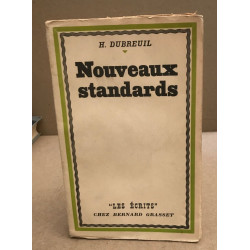 H. DUBREUIL
Nouveaux
standards
"LES ÉCRITS"
CHEZ BERNARD GRASSET